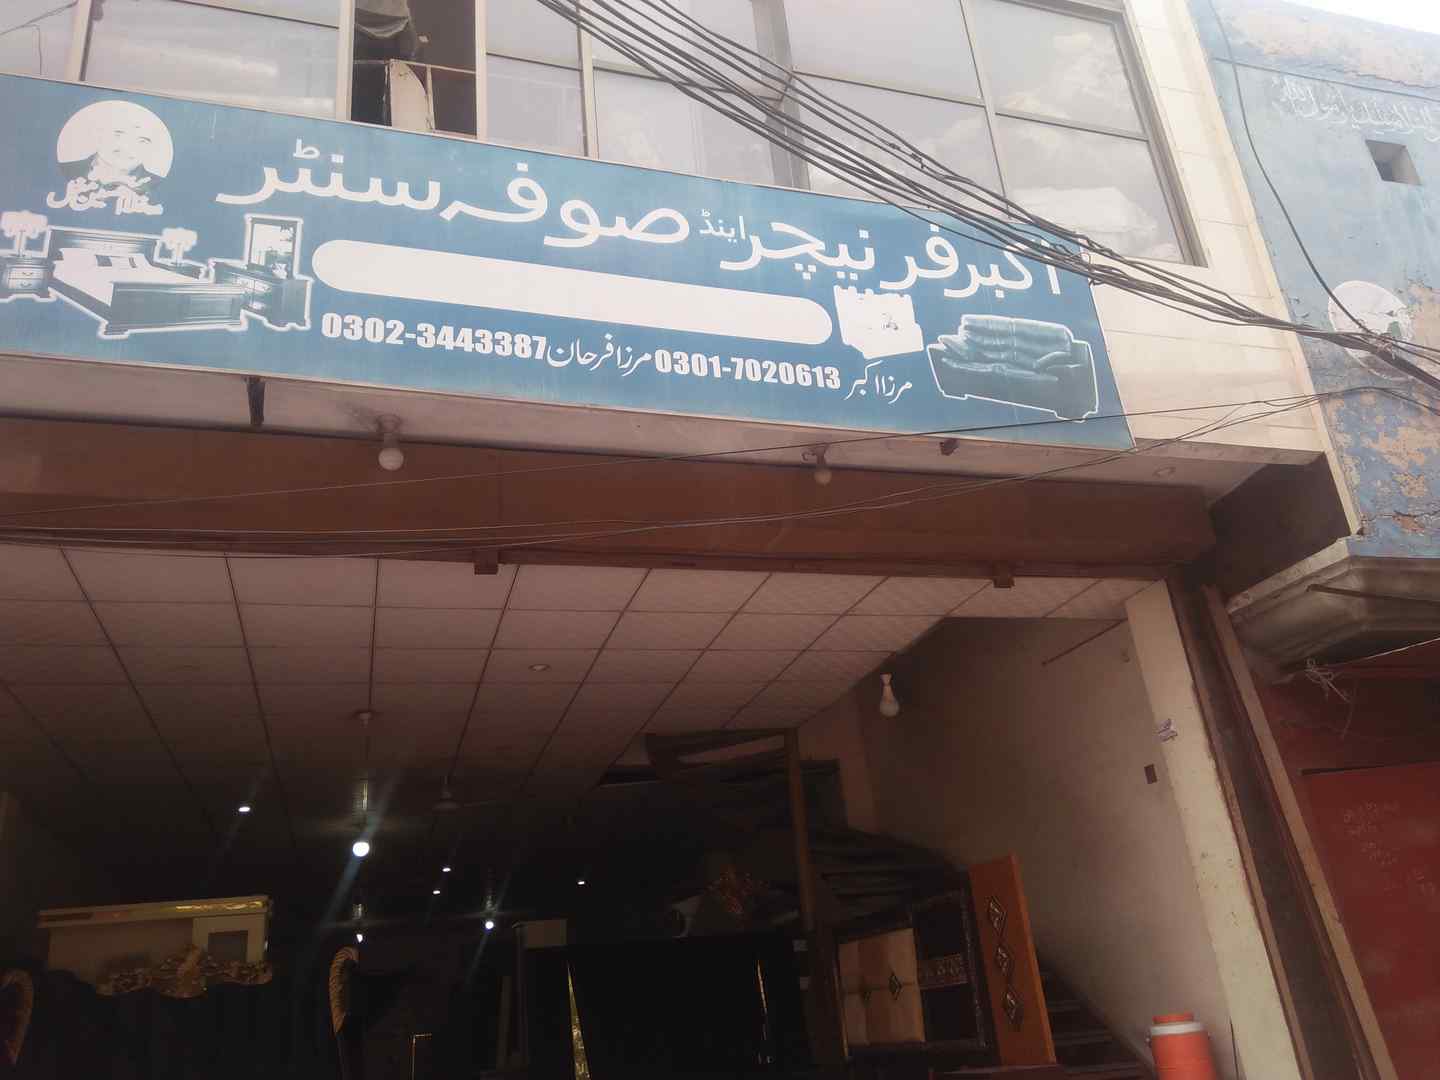 اکبر فرنیچر اینڈ صوفہ سنٹر
مرزا اکبر 0301-7020613 مرزا فرحان 0302-3443387